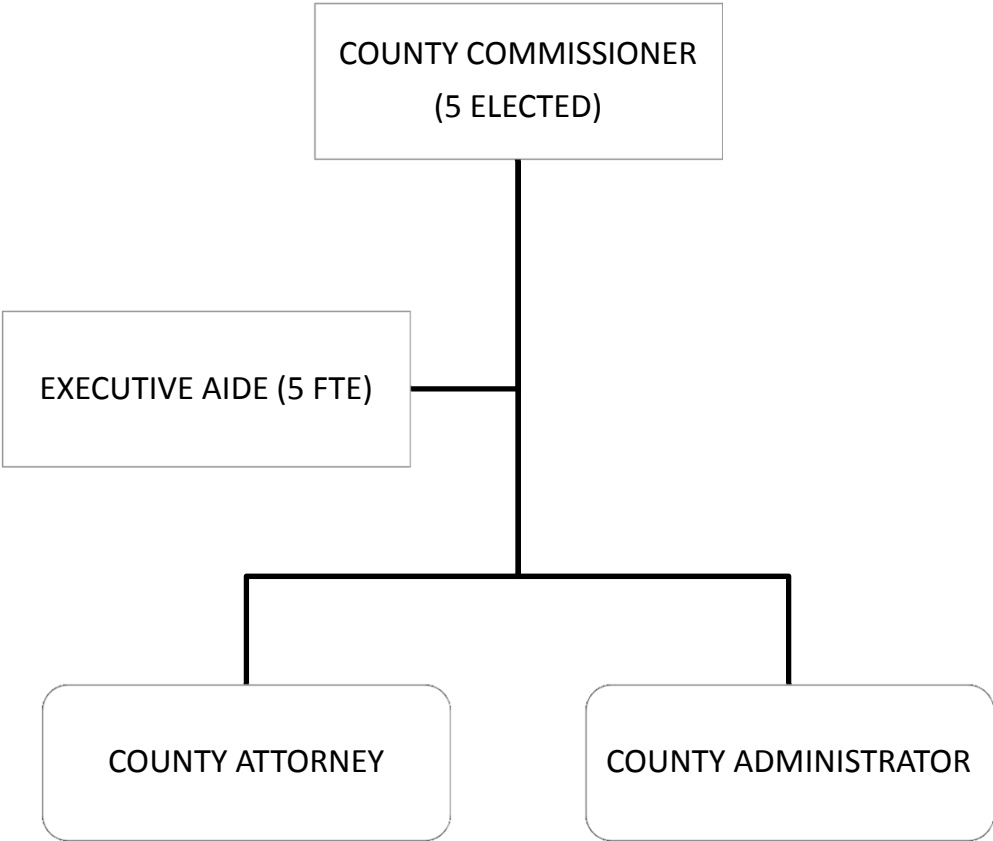 COUNTY COMMISSIONER
(5 ELECTED)
EXECUTIVE AIDE (5 FTE)
COUNTY ATTORNEY
COUNTY ADMINISTRATOR